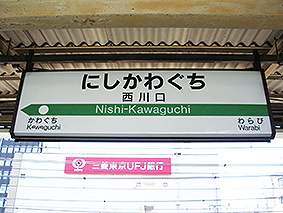 にしかわぐち
西川口
Nishi-Kawaguchi
かわぐち
Kawaguchi
わらび
Warabi
三菱東京UFJ銀行